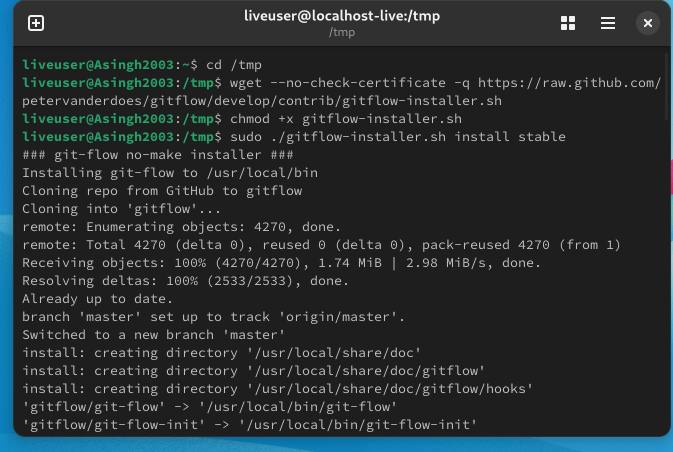 liveuser@localhost-live:/tmp
/tmp
liveuser@Asingh2003:~$ cd /tmp
liveuser@Asingh2003:/tmp$ wget --no-check-certificate -q https://raw.github.com/
petervanderdoes/gitflow/develop/contrib/gitflow-installer.sh
liveuser@Asingh2003:/tmp$ chmod +x gitflow-installer.sh
liveuser@Asingh2003:/tmp$ sudo ./gitflow-installer.sh install stable
### git-flow no-make installer ###
Installing git-flow to /usr/local/bin
Cloning repo from GitHub to gitflow
Cloning into 'gitflow'...
remote: Enumerating objects: 4270, done.
remote: Total 4270 (delta 0), reused 0 (delta 0), pack-reused 4270 (from 1)
Receiving objects: 100% (4270/4270), 1.74 MiB | 2.98 MiB/s, done.
Resolving deltas: 100% (2533/2533), done.
Already up to date.
branch 'master' set up to track 'origin/master'.
Switched to a new branch 'master'
install: creating directory '/usr/local/share/doc'
install: creating directory '/usr/local/share/doc/gitflow'
install: creating directory '/usr/local/share/doc/gitflow/hooks'
'gitflow/git-flow' -> '/usr/local/bin/git-flow'
'gitflow/git-flow-init' -> '/usr/local/bin/git-flow-init'